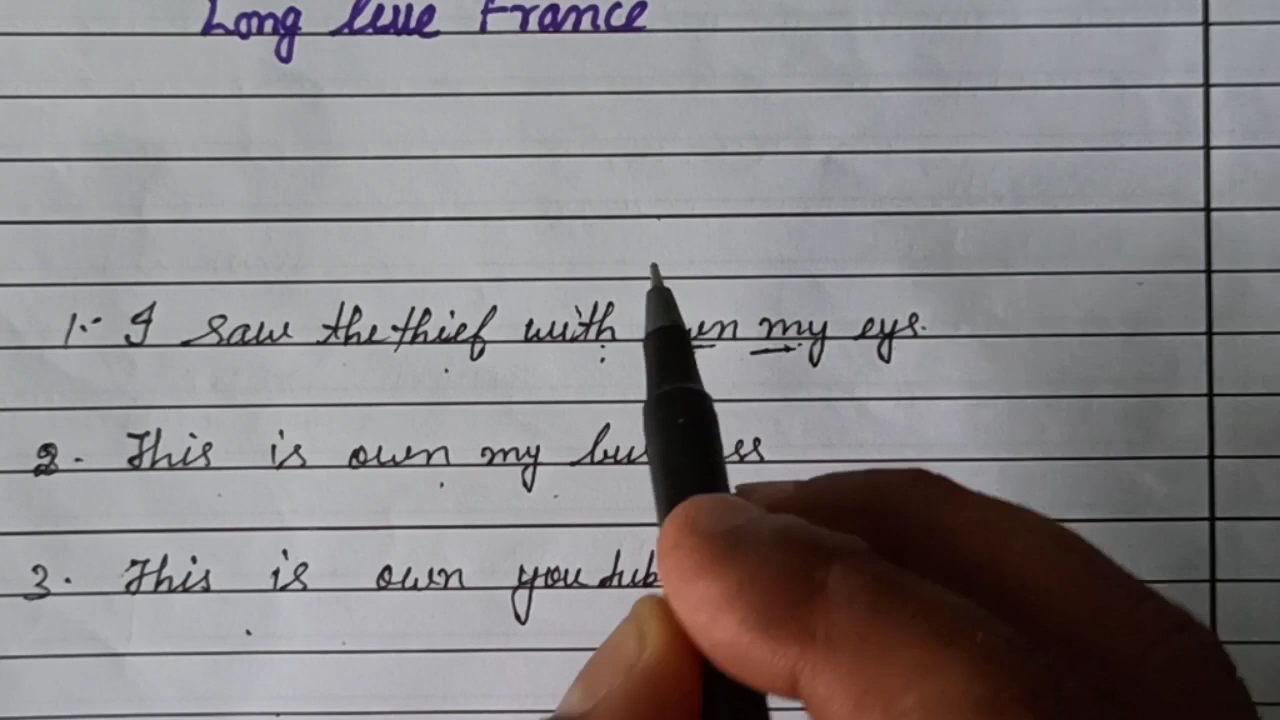 Long live France
1:- I saw the thief with my eys.
2. This is own my
3. This is own